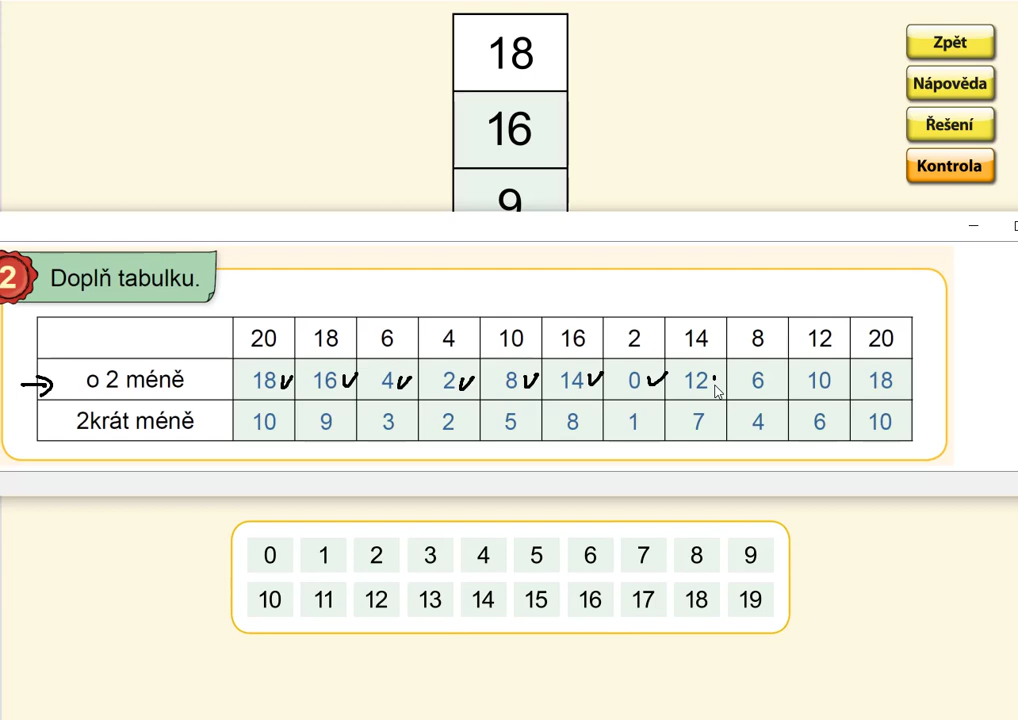 18
16
9
Zpět
Nápověda
Řešení
Kontrola
2 Doplň tabulku.
20 18 6 4 10 16 2 14 8 12 20
o 2 méně 18 16 4 2 8 14 0 12 6 10 18
2krát méně 10 9 3 2 5 8 1 7 4 6 10
0 1 2 3 4 5 6 7 8 9
10 11 12 13 14 15 16 17 18 19